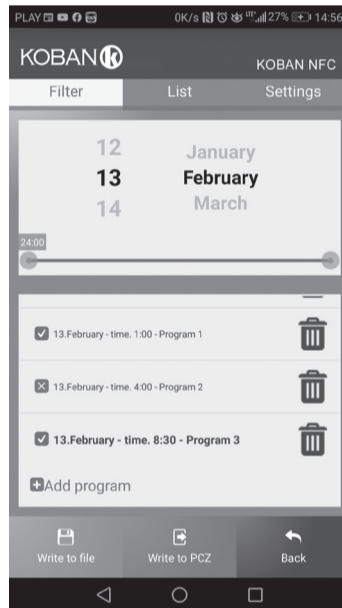 PLAY 0K/s LTE 27% 14:56
KOBAN K
KOBAN NFC
Filter List Settings
12 January
13 February
14 March
24:00
13.February - time. 1:00 - Program 1
13.February - time. 4:00 - Program 2
13.February - time. 8:30 - Program 3
Add program
Write to file Write to PCZ Back